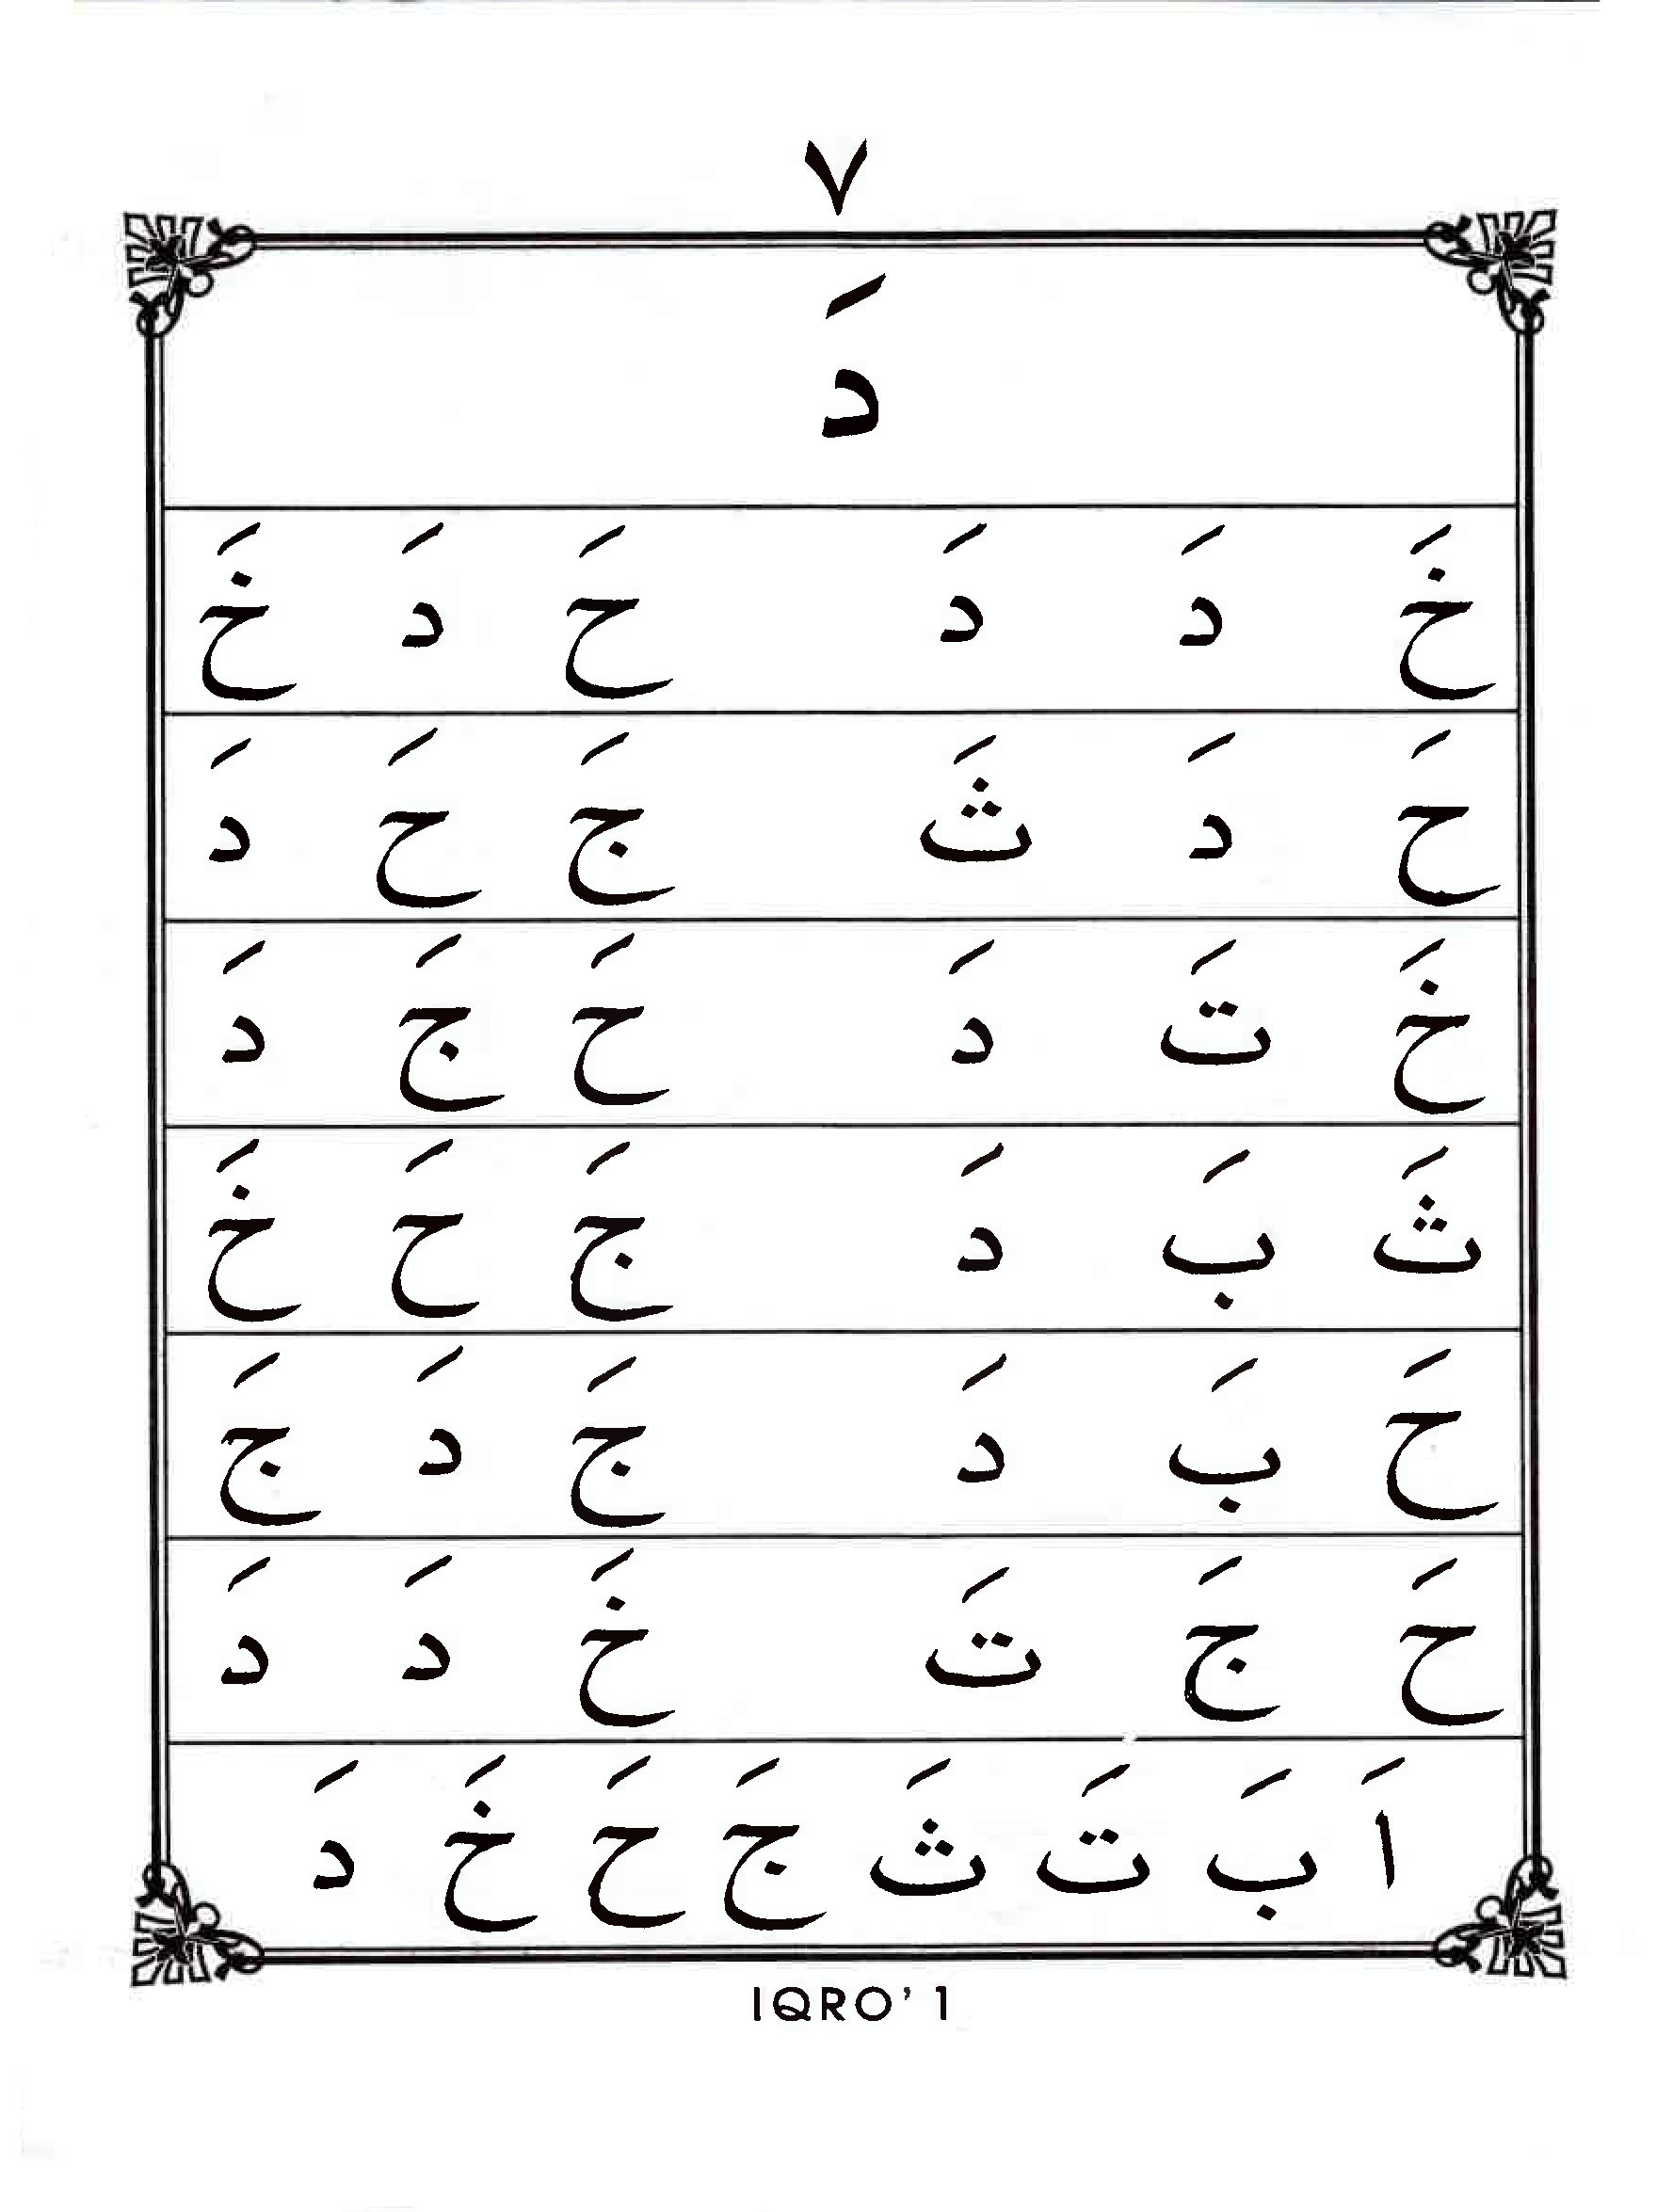 ٧
دَ
خَ دَ دَ حَ دَ خَ
حَ دَ ثَ جَ حَ دَ
خَ تَ دَ حَ جَ دَ
ثَ بَ دَ جَ حَ خَ
حَ بَ دَ جَ دَ جَ
حَ جَ تَ خَ دَ دَ
اَ بَ تَ ثَ جَ حَ خَ دَ
IQRO' 1